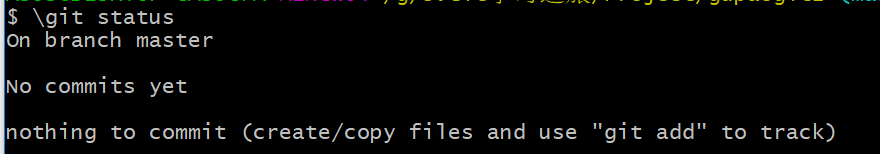 $ \git status
On branch master
No commits yet
nothing to commit (create/copy files and use "git add" to track)